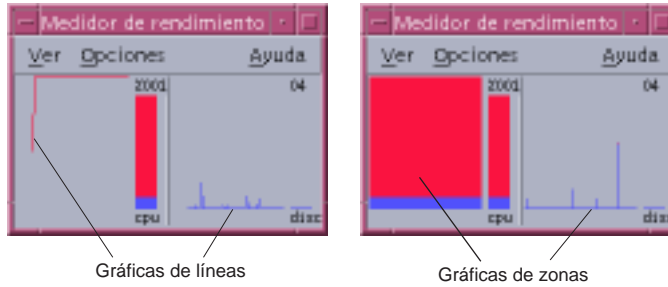 Medidor de rendimiento
Ver Opciones Ayuda
2001 04
cpu disc
Gráficas de líneas
Medidor de rendimiento
Ver Opciones Ayuda
2001 04
cpu disc
Gráficas de zonas